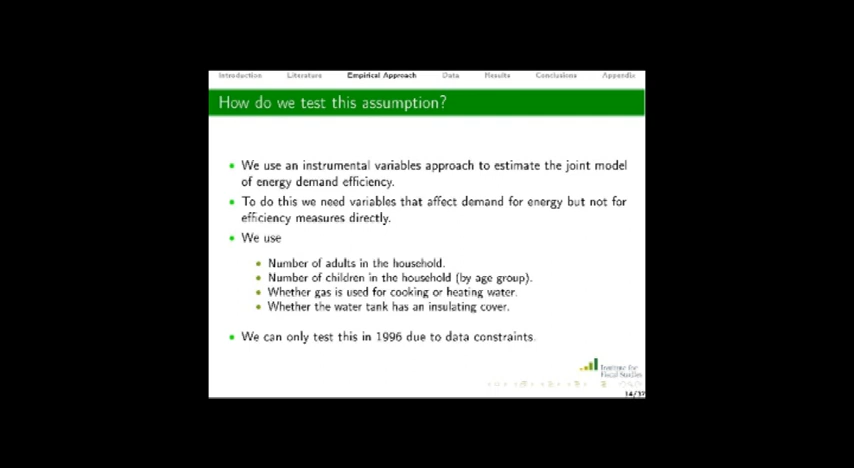 Introduction Literature Empirical Approach Data Results Conclusions Appendix
How do we test this assumption?
We use an instrumental variables approach to estimate the joint model
of energy demand efficiency.
To do this we need variables that affect demand for energy but not for
efficiency measures directly.
We use
Number of adults in the household.
Number of children in the household (by age group).
Whether gas is used for cooking or heating water.
Whether the water tank has an insulating cover.
We can only test this in 1996 due to data constraints.
Institute for
Fiscal Studies